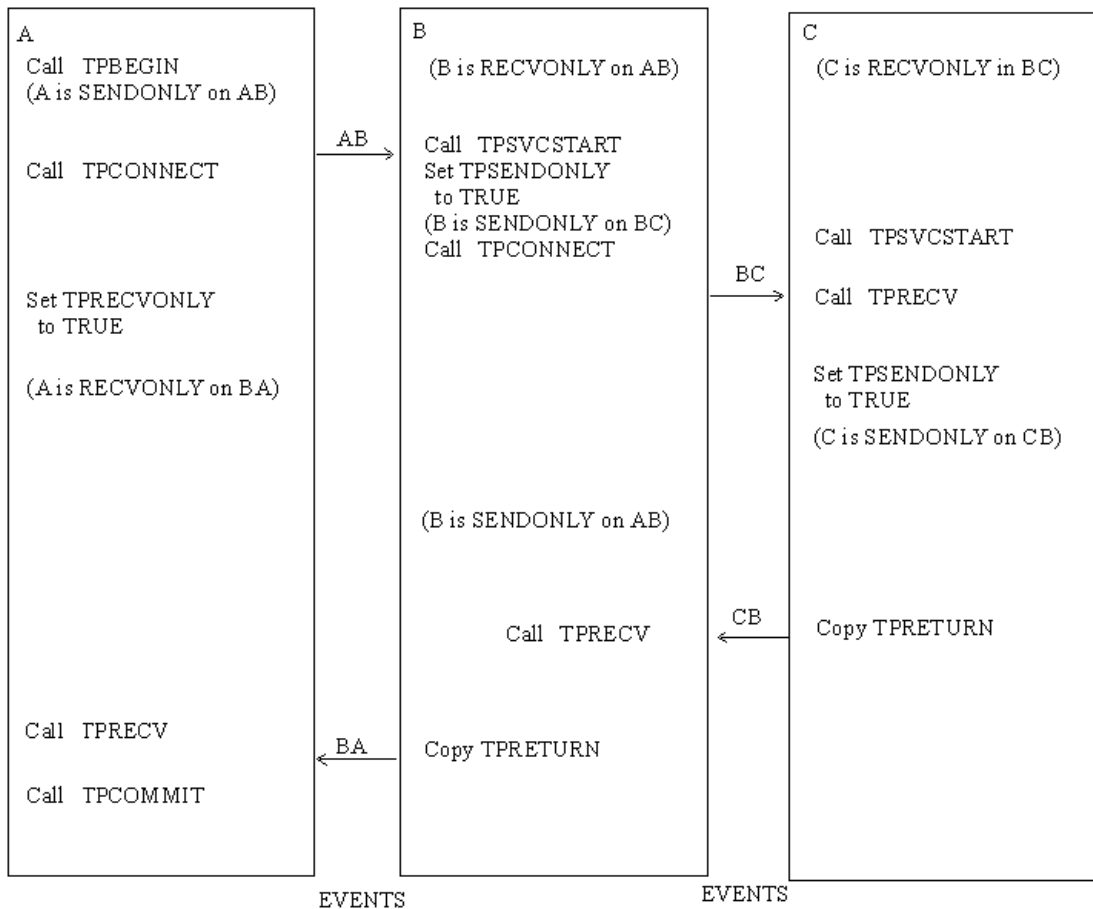 A
Call TPBEGIN
(A is SENDONLY on AB)
Call TPCONNECT
Set TPRECVONLY
to TRUE
(A is RECVONLY on BA)
Call TPRECV
Call TPCOMMIT
AB
BA
EVENTS
B
(B is RECVONLY on AB)
Call TPSVCSTART
Set TPSENDONLY
to TRUE
(B is SENDONLY on BC)
Call TPCONNECT
(B is SENDONLY on AB)
Call TPRECV
Copy TPRETURN
BC
CB
EVENTS
C
(C is RECVONLY in BC)
Call TPSVCSTART
Call TPRECV
Set TPSENDONLY
to TRUE
(C is SENDONLY on CB)
Copy TPRETURN